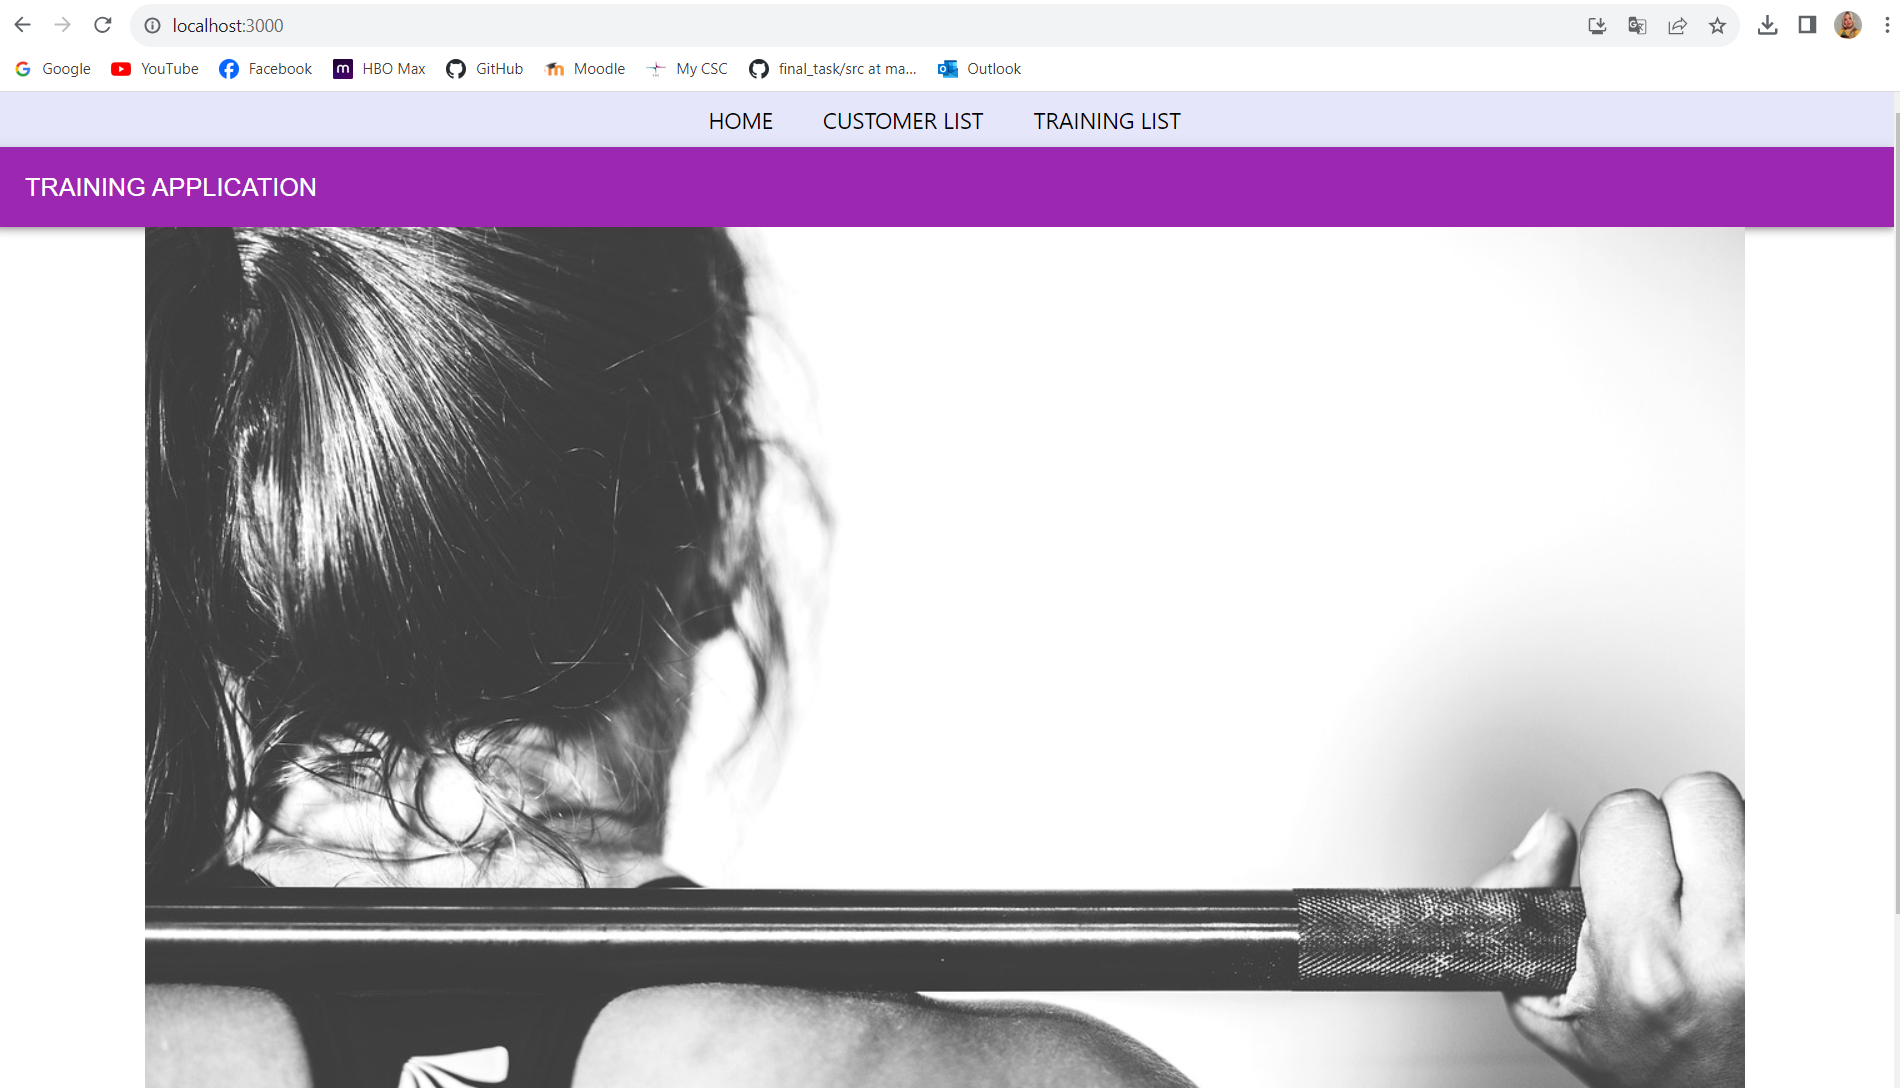 localhost:3000
Google YouTube Facebook HBO Max GitHub Moodle My CSC final_task/src at ma... Outlook
HOME CUSTOMER LIST TRAINING LIST
TRAINING APPLICATION